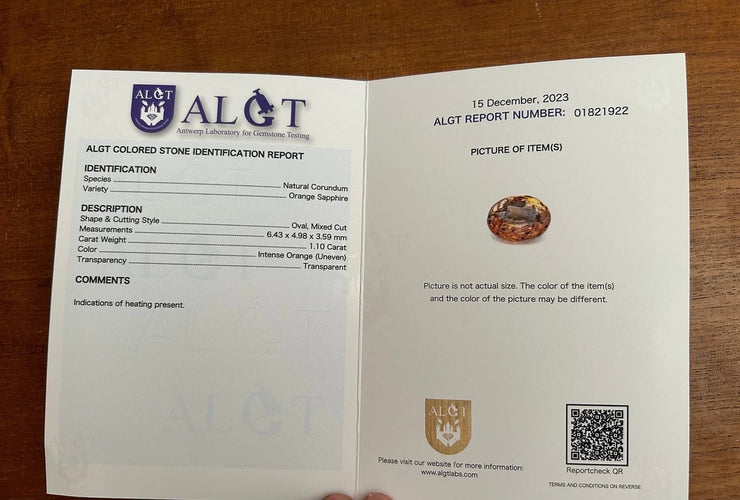 ALGT
ALGT
Antwerp Laboratory for Gemstone Testing
ALGT COLORED STONE IDENTIFICATION REPORT
IDENTIFICATION
Species Natural Corundum
Variety Orange Sapphire
DESCRIPTION
Shape & Cutting Style Oval, Mixed Cut
Measurements 6.43 x 4.98 x 3.59 mm
Carat Weight 1.10 Carat
Color Intense Orange (Uneven)
Transparency Transparent
COMMENTS
Indications of heating present.
ALGT
ALGT
15 December, 2023
ALGT REPORT NUMBER: 01821922
PICTURE OF ITEM(S)
Picture is not actual size. The color of the item(s)
and the color of the picture may be different.
ALGT
Please visit our website for more information:
www.algtlabs.com
Reportcheck QR
TERMS AND CONDITIONS ON REVERSE